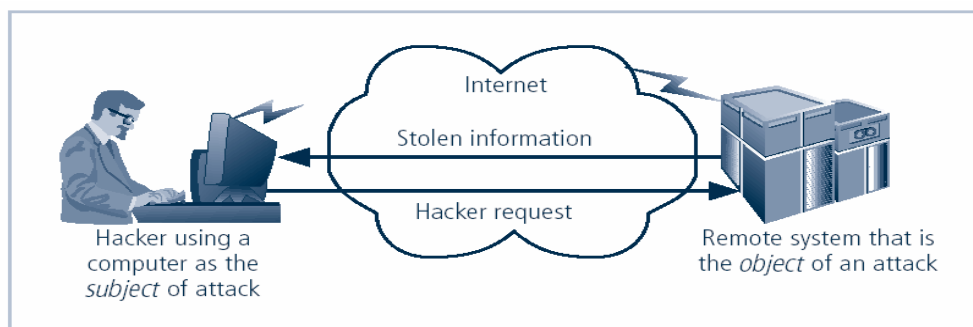 Internet
Stolen information
Hacker request
Hacker using a
computer as the
subject of attack
Remote system that is
the object of an attack